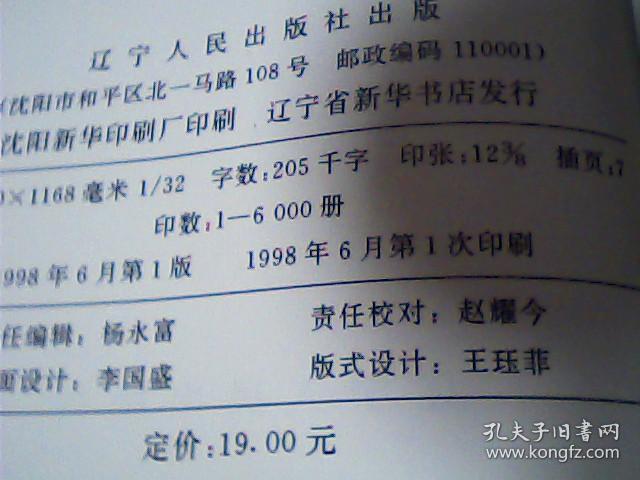 辽宁人民出版社出版
(沈阳市和平区北一马路108号 邮政编码110001)
沈阳新华印刷厂印刷 辽宁省新华书店发行
×1168毫米1/32 字数:205千字 印张:12⅜ 插页:7
印数:1—6 000册
1998年6月第1版 1998年6月第1次印刷
任编辑:杨永富 责任校对:赵耀今
面设计:李国盛 版式设计:王珏菲
定价:19.00元
孔夫子旧书网
www.kongfz.com